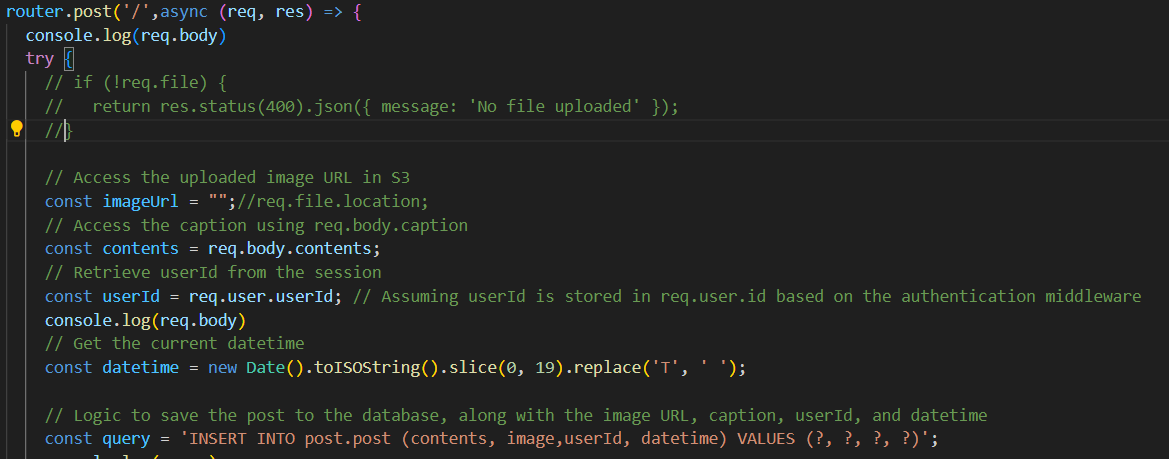 router.post('/',async (req, res) => {
console.log(req.body)
try {
// if (!req.file) {
//   return res.status(400).json({ message: 'No file uploaded' });
//}
// Access the uploaded image URL in S3
const imageUrl = "";//req.file.location;
// Access the caption using req.body.caption
const contents = req.body.contents;
// Retrieve userId from the session
const userId = req.user.userId; // Assuming userId is stored in req.user.id based on the authentication middleware
console.log(req.body)
// Get the current datetime
const datetime = new Date().toISOString().slice(0, 19).replace('T', ' ');
// Logic to save the post to the database, along with the image URL, caption, userId, and datetime
const query = 'INSERT INTO post.post (contents, image,userId, datetime) VALUES (?, ?, ?, ?)';